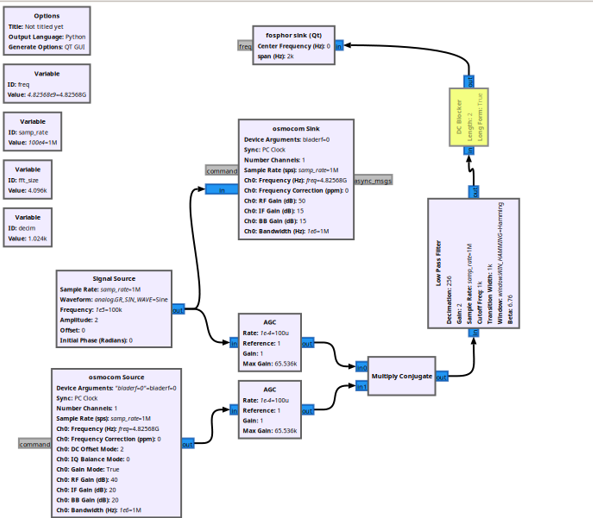 Options
Title: Not titled yet
Output Language: Python
Generate Options: QT GUI
Variable
ID: freq
Value: 4.82568e9=4.82568G
Variable
ID: samp_rate
Value: 100e4=1M
Variable
ID: fft_size
Value: 4.096k
Variable
ID: decim
Value: 1.024k
fosphor sink (Qt)
Center Frequency (Hz): 0
span (Hz): 2k
freq
in
out
DC Blocker
Length: 2
Long Form: True
in
osmocom Sink
Device Arguments: bladerf=0
Sync: PC Clock
Number Channels: 1
Sample Rate (sps): samp_rate=1M
Ch0: Frequency (Hz): freq=4.82568G
Ch0: Frequency Correction (ppm): 0
Ch0: RF Gain (dB): 50
Ch0: IF Gain (dB): 15
Ch0: BB Gain (dB): 15
Ch0: Bandwidth (Hz): 1e6=1M
command
in
async_msgs
out
Low Pass Filter
Decimation: 256
Gain: 2
Sample Rate: samp_rate=1M
Cutoff Freq: 1k
Transition Width: 1k
Window: window.WIN_HAMMING=Hamming
Beta: 6.76
in
Signal Source
Sample Rate: samp_rate=1M
Waveform: analog.GR_SIN_WAVE=Sine
Frequency: 1e5=100k
Amplitude: 2
Offset: 0
Initial Phase (Radians): 0
out
AGC
Rate: 1e-4=100u
Reference: 1
Gain: 1
Max Gain: 65.536k
in
out
AGC
Rate: 1e-4=100u
Reference: 1
Gain: 1
Max Gain: 65.536k
in
out
Multiply Conjugate
in0
in1
out
osmocom Source
Device Arguments: "bladerf=0"=bladerf=0
Sync: PC Clock
Number Channels: 1
Sample Rate (sps): samp_rate=1M
Ch0: Frequency (Hz): freq=4.82568G
Ch0: Frequency Correction (ppm): 0
Ch0: DC Offset Mode: 2
Ch0: IQ Balance Mode: 0
Ch0: Gain Mode: True
Ch0: RF Gain (dB): 40
Ch0: IF Gain (dB): 20
Ch0: BB Gain (dB): 20
Ch0: Bandwidth (Hz): 1e6=1M
command
out